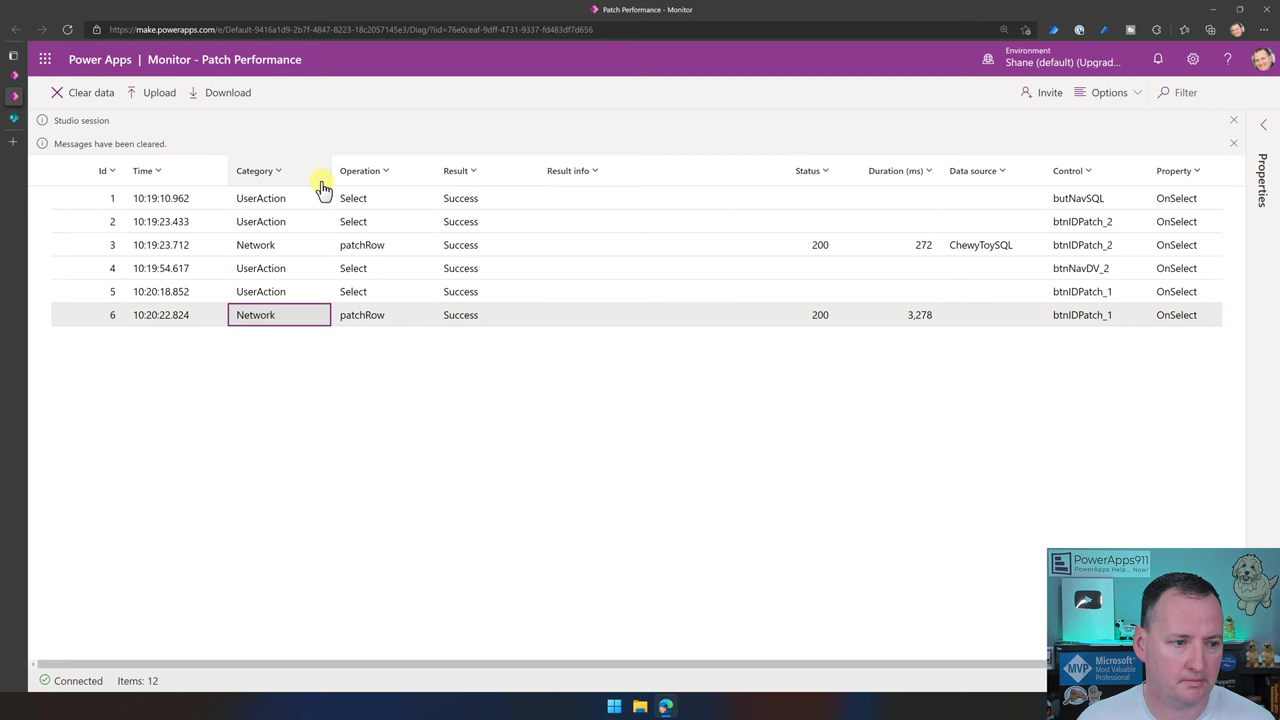 Patch Performance - Monitor
https://make.powerapps.com/e/Default-9416a1d9-2b7f-4847-8223-18c2057145e3/Diag/?iid=76e0ceaf-9dff-4731-9337-fd483df7d656
Power Apps | Monitor - Patch Performance
Environment
Shane (default) (Upgrad...
Clear data Upload Download Invite Options Filter
Studio session
Messages have been cleared.
Id Time Category Operation Result Result info Status Duration (ms) Data source Control Property
1 10:19:10.962 UserAction Select Success butNavSQL OnSelect
2 10:19:23.433 UserAction Select Success btnIDPatch_2 OnSelect
3 10:19:23.712 Network patchRow Success 200 272 ChewyToySQL btnIDPatch_2 OnSelect
4 10:19:54.617 UserAction Select Success btnNavDV_2 OnSelect
5 10:20:18.852 UserAction Select Success btnIDPatch_1 OnSelect
6 10:20:22.824 Network patchRow Success 200 3,278 btnIDPatch_1 OnSelect
Properties
PowerApps911
PowerApps Help... Now!
MVP Microsoft
Most Valuable
Professional
Connected Items: 12